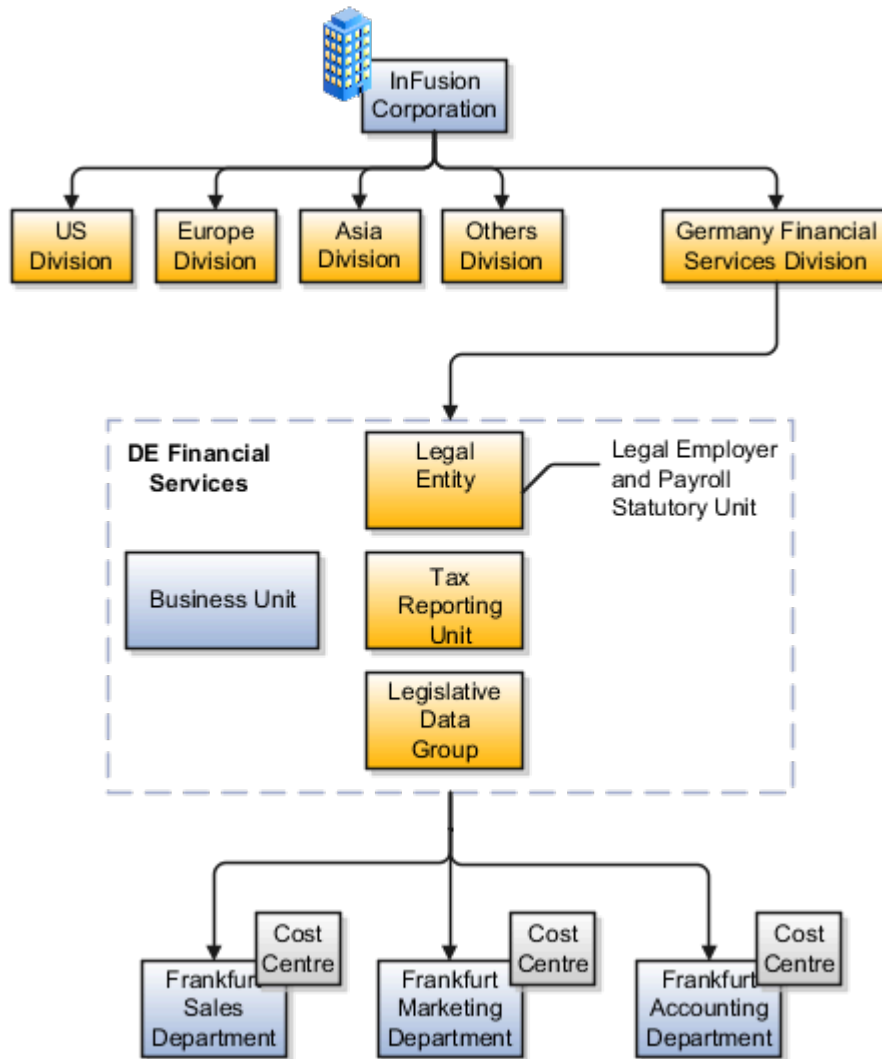 InFusion
Corporation
US
Division
Europe
Division
Asia
Division
Others
Division
Germany Financial
Services Division
DE Financial
Services
Legal
Entity
Legal Employer
and Payroll
Statutory Unit
Business Unit
Tax
Reporting
Unit
Legislative
Data
Group
Cost
Centre
Frankfurt
Sales
Department
Cost
Centre
Frankfurt
Marketing
Department
Cost
Centre
Frankfurt
Accounting
Department